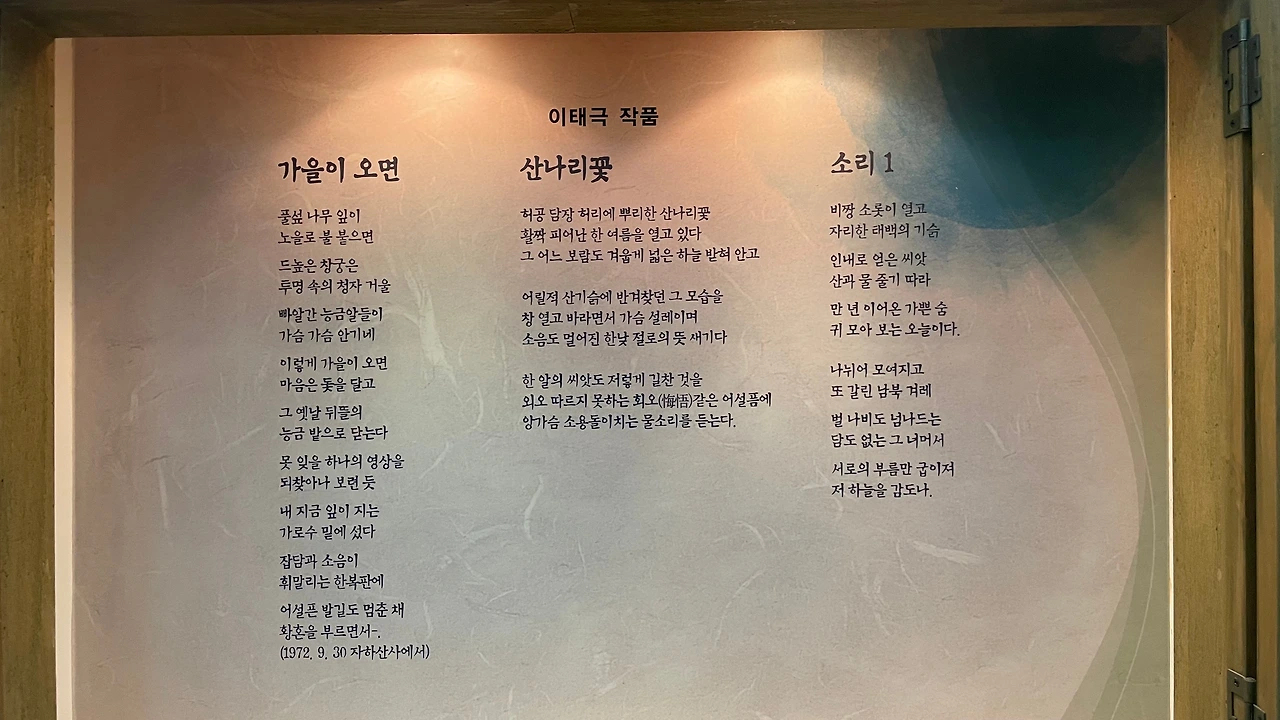 이태극 작품
가을이 오면
풀섶 나무 잎이
노을로 불 붙으면
드높은 창궁은
투명 속의 청자 거울
빠알간 능금알들이
가슴 가슴 안기네
이렇게 가을이 오면
마음은 돛을 달고
그 옛날 뒤뜰의
능금 밭으로 닫는다
못 잊을 하나의 영상을
되찾아나 보련 듯
내 지금 잎이 지는
가로수 밑에 섰다
잡답과 소음이
휘말리는 한복판에
어설픈 발길도 멈춘 채
황혼을 부르면서-.
(1972. 9. 30 자하산사에서)
산나리꽃
허공 담장 허리에 뿌리한 산나리꽃
활짝 피어난 한 여름을 열고 있다
그 어느 보람도 겨웁게 넓은 하늘 받혀 안고
어릴적 산기슭에 반겨찾던 그 모습을
창 열고 바라면서 가슴 설레이며
소음도 멀어진 한낮 절로의 뜻 새기다
한 알의 씨앗도 저렇게 길찬 것을
외오 따르지 못하는 회오(悔悟)같은 어설픔에
앙가슴 소용돌이치는 물소리를 듣는다.
소리 1
비짱 소롯이 열고
자리한 태백의 기슭
인내로 얻은 씨앗
산과 물 줄기 따라
만 년 이어온 가쁜 숨
귀 모아 보는 오늘이다.
나뉘어 모여지고
또 갈린 남북 겨레
벌 나비도 넘나드는
담도 없는 그 너머서
서로의 부름만 굽이져
저 하늘을 감도나.